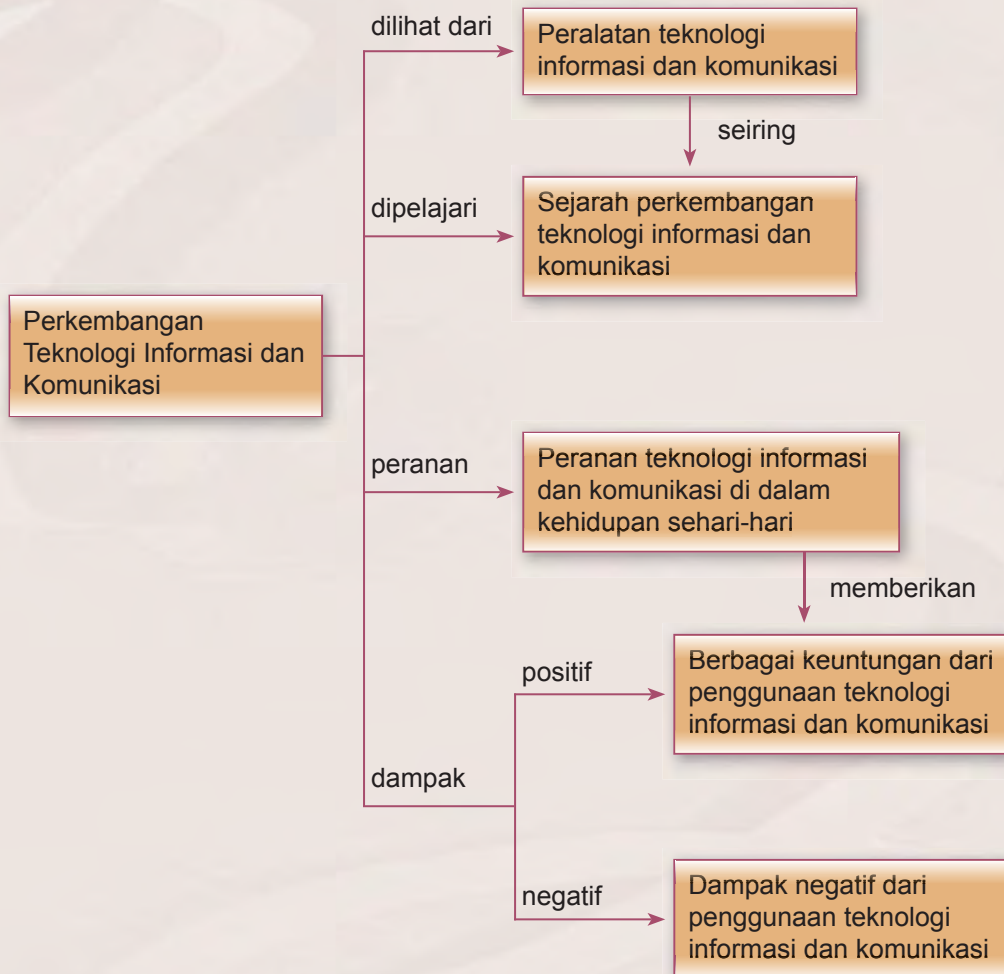 dilihat dari
Peralatan teknologi
informasi dan komunikasi
seiring
dipelajari
Sejarah perkembangan
teknologi informasi dan
komunikasi
Perkembangan
Teknologi Informasi dan
Komunikasi
peranan
Peranan teknologi informasi
dan komunikasi di dalam
kehidupan sehari-hari
memberikan
positif
Berbagai keuntungan dari
penggunaan teknologi
informasi dan komunikasi
dampak
negatif
Dampak negatif dari
penggunaan teknologi
informasi dan komunikasi